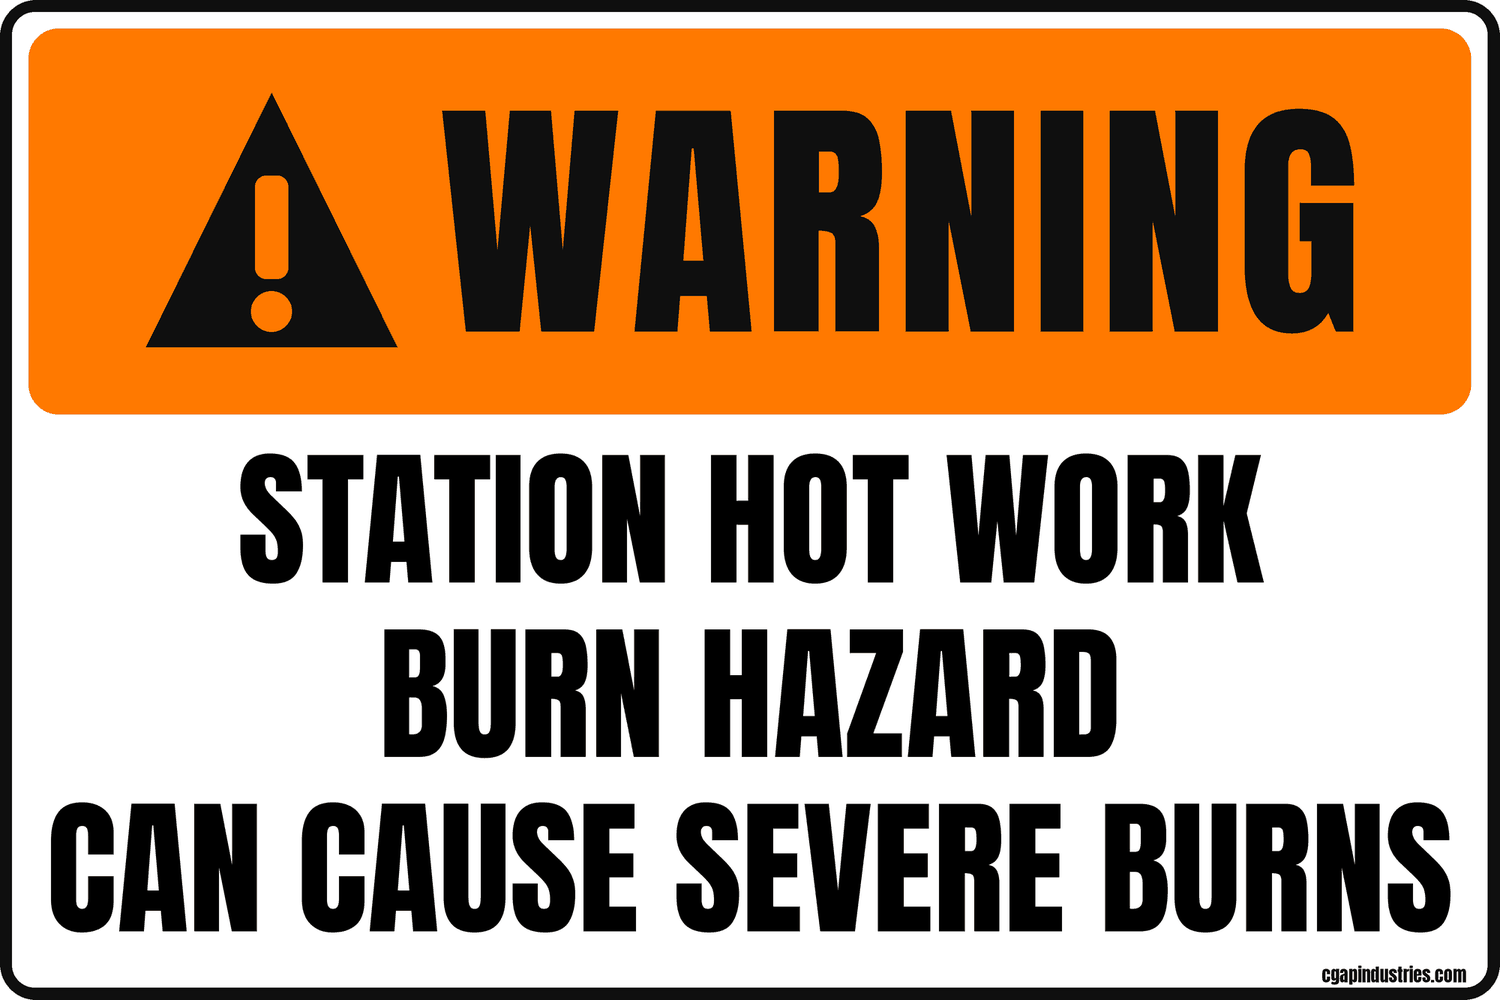 WARNING
STATION HOT WORK
BURN HAZARD
CAN CAUSE SEVERE BURNS
cgapindustries.com